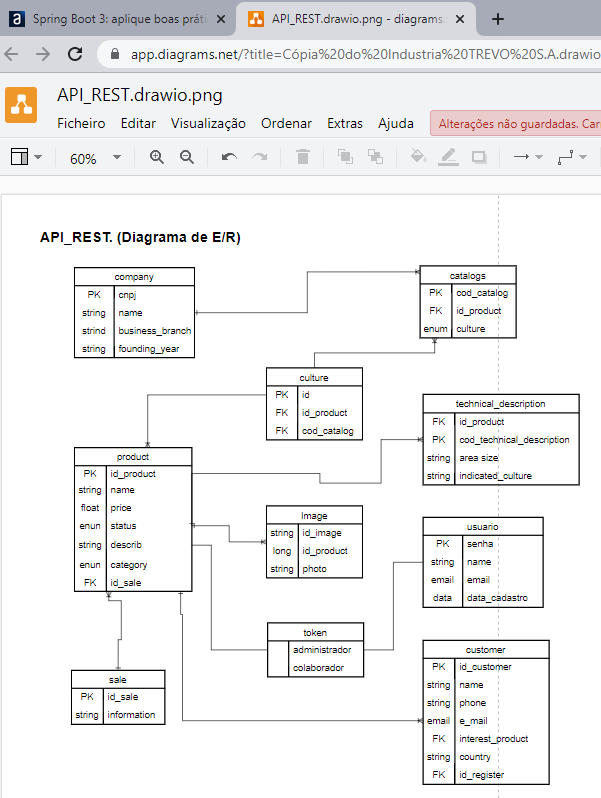 Spring Boot 3: aplique boas práti
API_REST.drawio.png - diagrams.
app.diagrams.net/?title=Cópia%20do%20Industria%20TREVO%20S.A.drawio
API_REST.drawio.png
Ficheiro Editar Visualização Ordenar Extras Ajuda
Alterações não guardadas. Car
60%
API_REST. (Diagrama de E/R)
company
PK cnpj
string name
strind business_branch
string founding_year
catalogs
PK cod_catalog
FK id_product
enum culture
culture
PK id
FK id_product
FK cod_catalog
technical_description
FK id_product
PK cod_technical_description
string area size
string indicated_culture
product
PK id_product
string name
float price
enun status
string describ
enun category
FK id_sale
Image
string id_image
long id_product
string photo
usuario
PK senha
string name
email email
data data_cadastro
token
administrador
colaborador
customer
PK id_customer
string name
string phone
email e_mail
FK interest_product
string country
FK id_register
sale
PK id_sale
string information